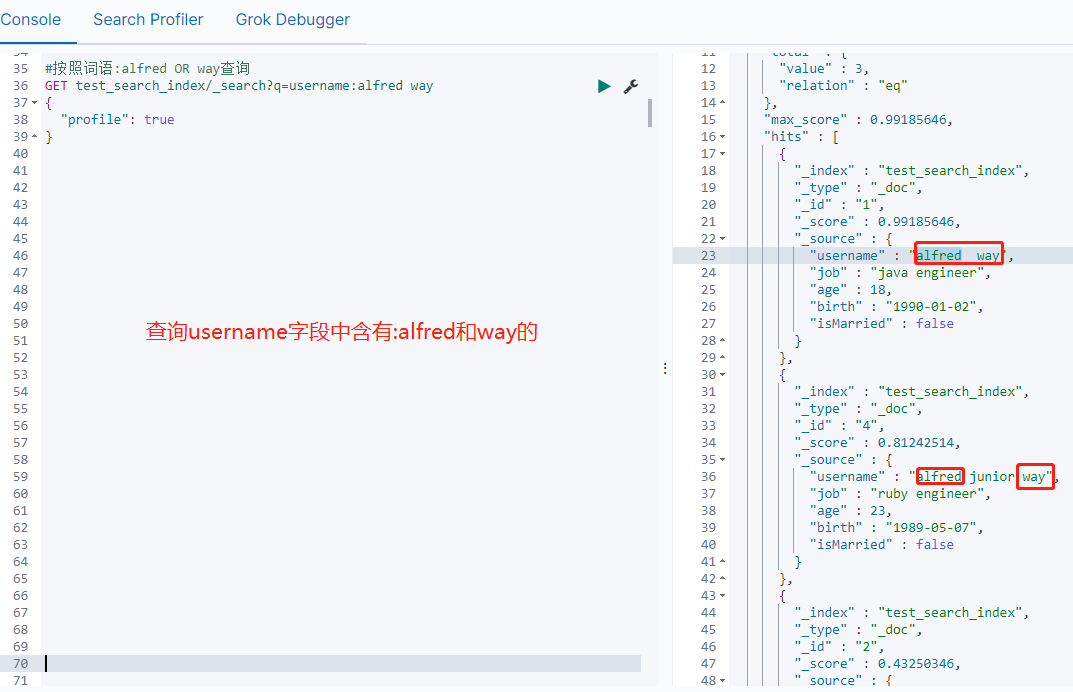 Console Search Profiler Grok Debugger
35 #按照词语:alfred OR way查询
36 GET test_search_index/_search?q=username:alfred way
37 {
38 "profile": true
39 }
40
41
42
43
44
45
46
47
48
49
50
查询username字段中含有:alfred和way的
51
52
53
54
55
56
57
58
59
60
61
62
63
64
65
66
67
68
69
70
71
12 "value" : 3,
13 "relation" : "eq"
14 },
15 "max_score" : 0.99185646,
16 "hits" : [
17 {
18 "_index" : "test_search_index",
19 "_type" : "_doc",
20 "_id" : "1",
21 "_score" : 0.99185646,
22 "_source" : {
23 "username" : "alfred  way",
24 "job" : "java engineer",
25 "age" : 18,
26 "birth" : "1990-01-02",
27 "isMarried" : false
28 }
29 },
30 {
31 "_index" : "test_search_index",
32 "_type" : "_doc",
33 "_id" : "4",
34 "_score" : 0.81242514,
35 "_source" : {
36 "username" : "alfred junior way",
37 "job" : "ruby engineer",
38 "age" : 23,
39 "birth" : "1989-05-07",
40 "isMarried" : false
41 }
42 },
43 {
44 "_index" : "test_search_index",
45 "_type" : "_doc",
46 "_id" : "2",
47 "_score" : 0.43250346,
48 "_source" : {